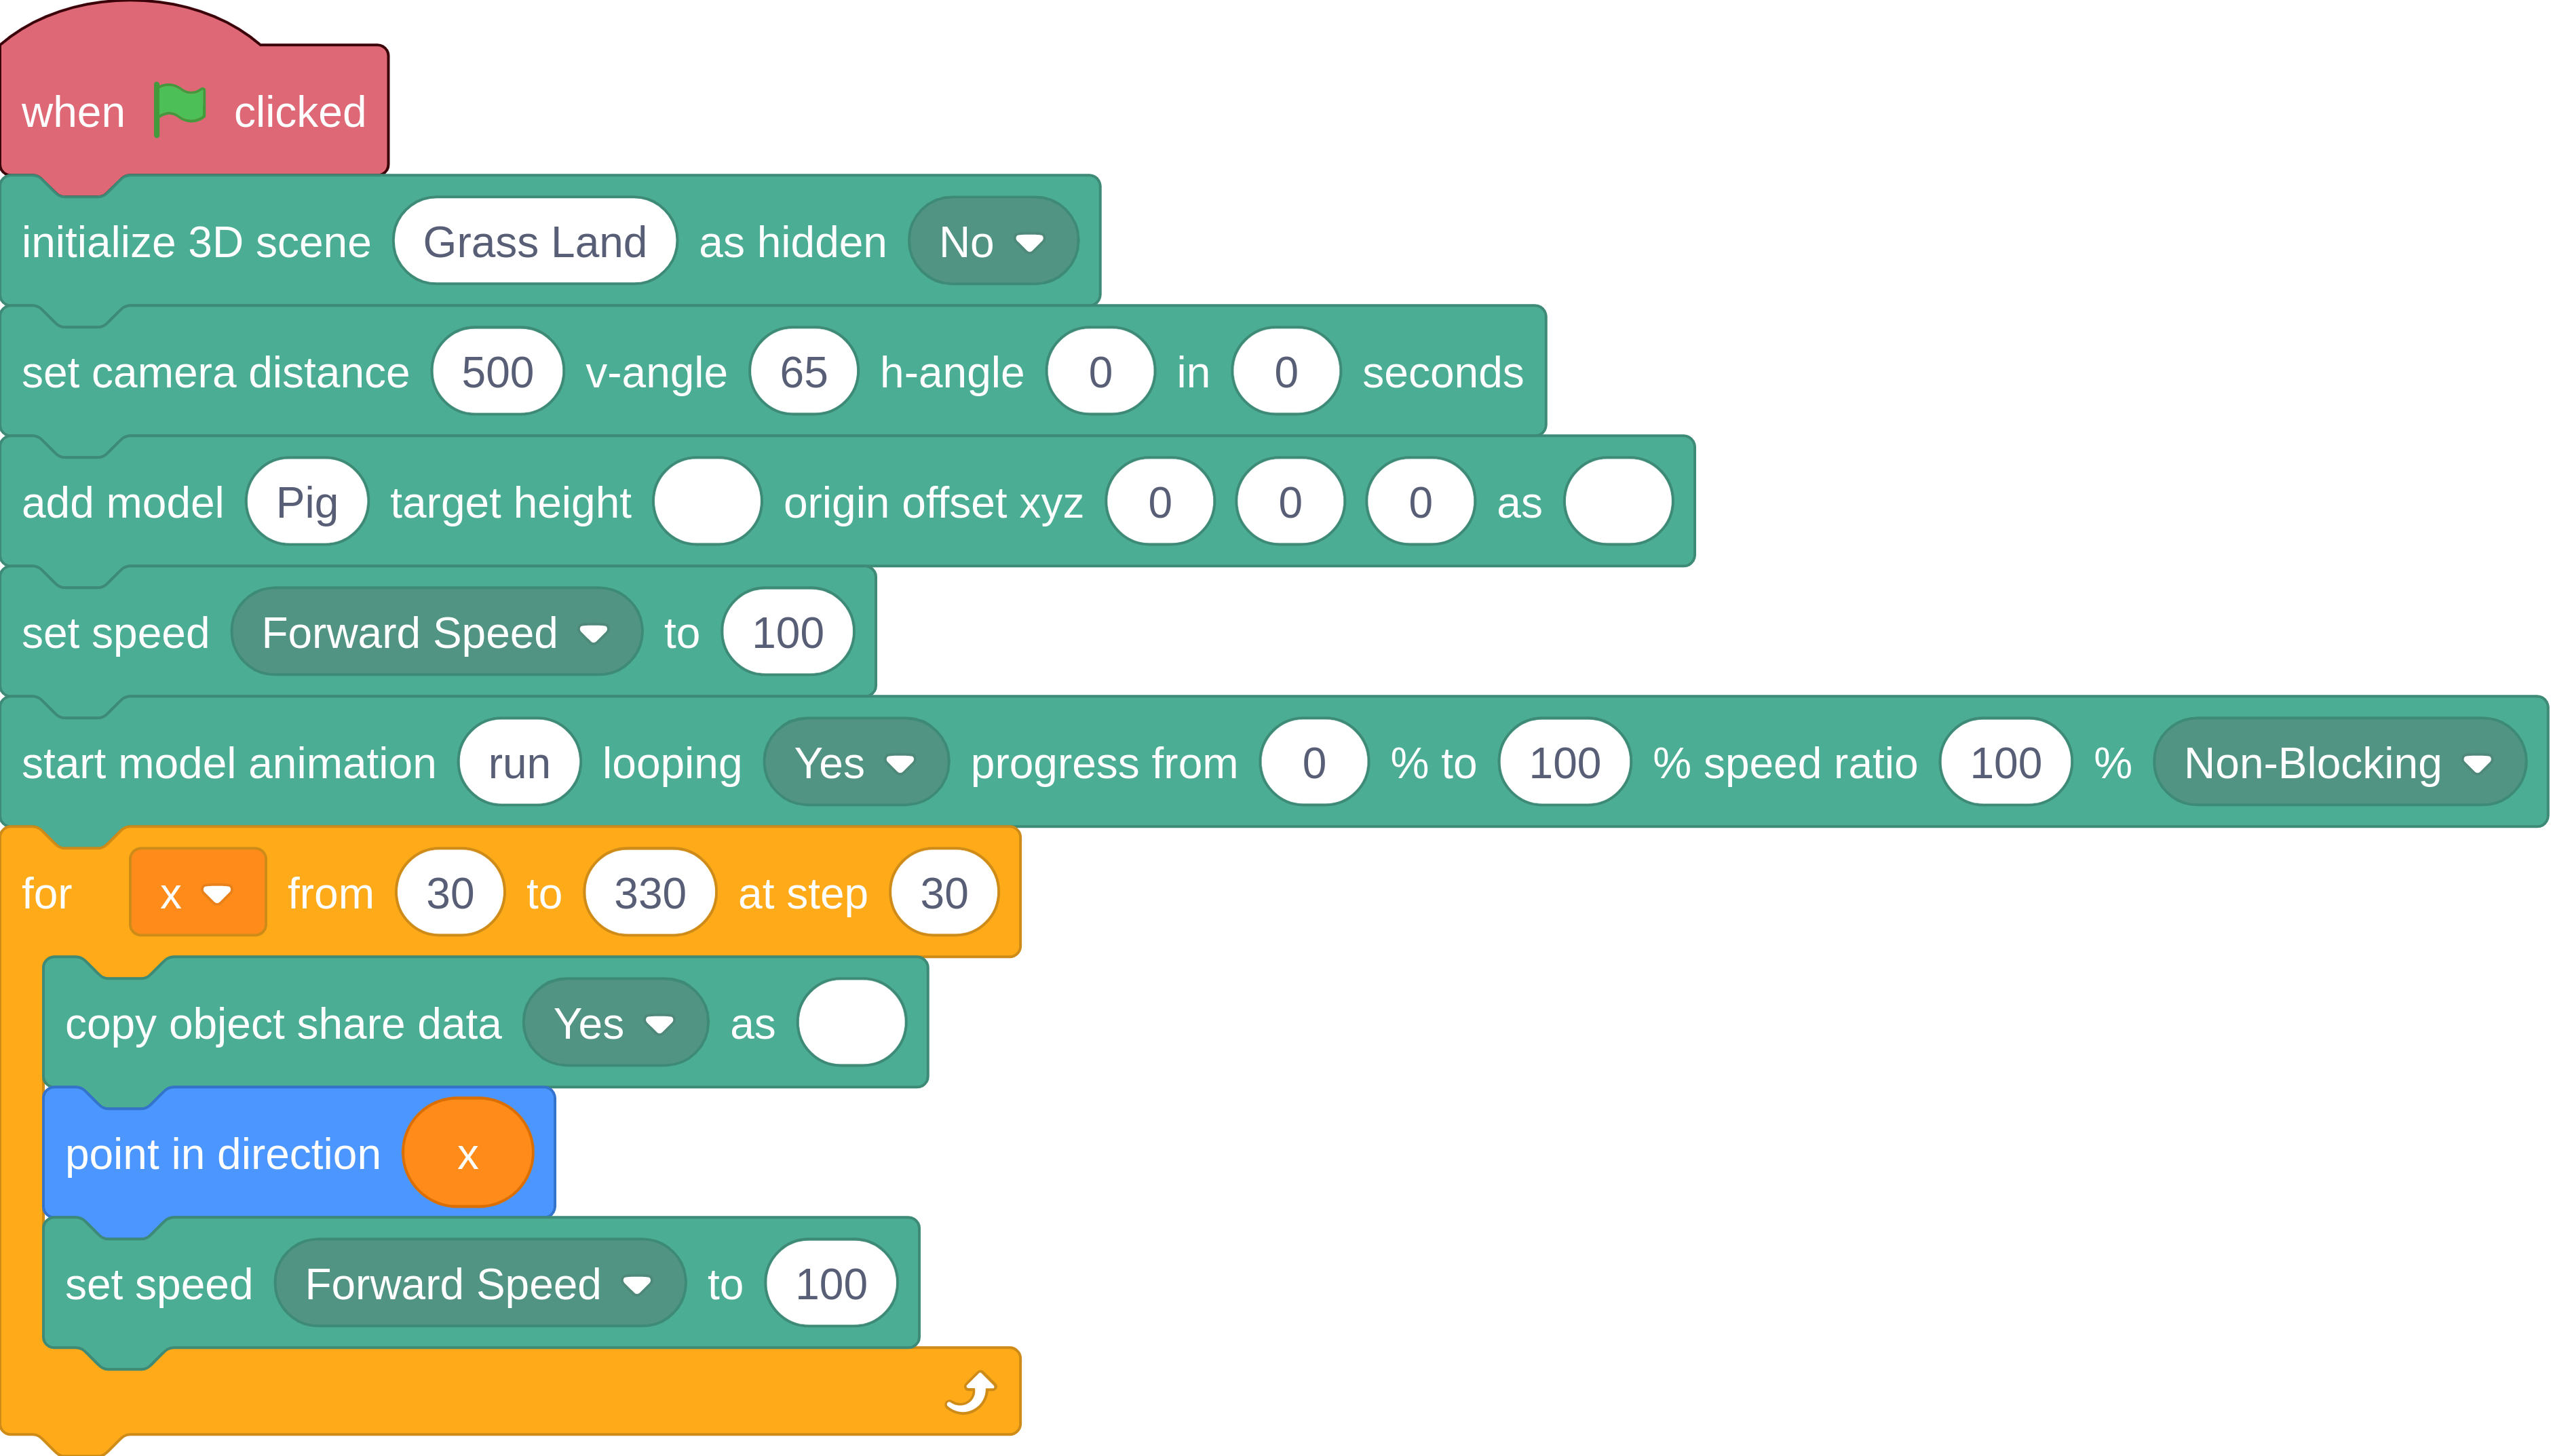 when clicked
initialize 3D scene Grass Land as hidden No
set camera distance 500 v-angle 65 h-angle 0 in 0 seconds
add model Pig target height origin offset xyz 0 0 0 as
set speed Forward Speed to 100
start model animation run looping Yes progress from 0 % to 100 % speed ratio 100 % Non-Blocking
for x from 30 to 330 at step 30
copy object share data Yes as
point in direction x
set speed Forward Speed to 100